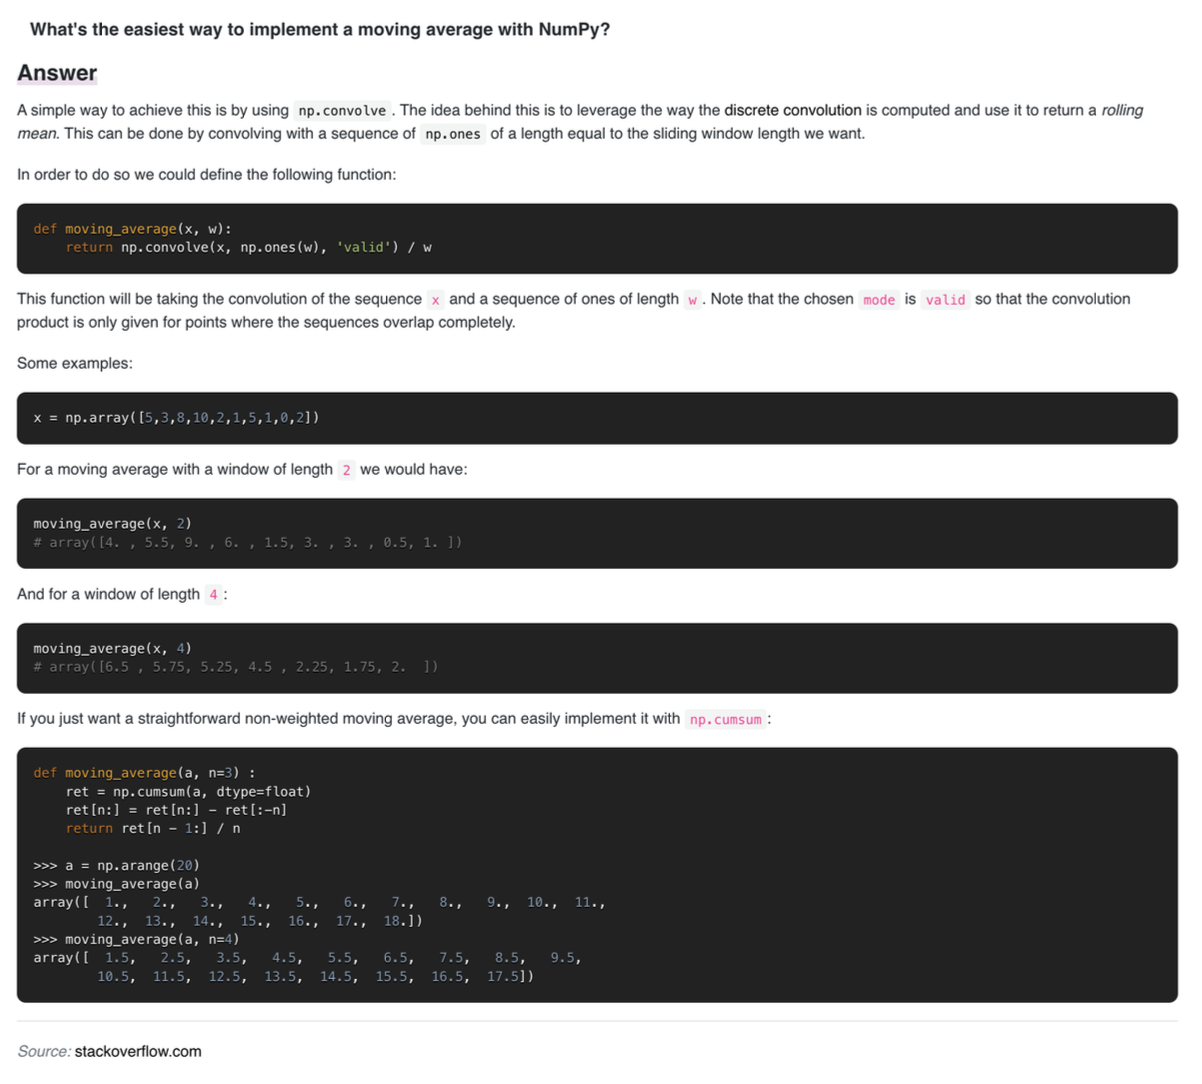 What's the easiest way to implement a moving average with NumPy?
Answer
A simple way to achieve this is by using np.convolve . The idea behind this is to leverage the way the discrete convolution is computed and use it to return a rolling
mean. This can be done by convolving with a sequence of np.ones of a length equal to the sliding window length we want.
In order to do so we could define the following function:
def moving_average(x, w):
    return np.convolve(x, np.ones(w), 'valid') / w
This function will be taking the convolution of the sequence x and a sequence of ones of length w . Note that the chosen mode is valid so that the convolution
product is only given for points where the sequences overlap completely.
Some examples:
x = np.array([5,3,8,10,2,1,5,1,0,2])
For a moving average with a window of length 2 we would have:
moving_average(x, 2)
# array([4. , 5.5, 9. , 6. , 1.5, 3. , 3. , 0.5, 1. ])
And for a window of length 4 :
moving_average(x, 4)
# array([6.5 , 5.75, 5.25, 4.5 , 2.25, 1.75, 2.  ])
If you just want a straightforward non-weighted moving average, you can easily implement it with np.cumsum :
def moving_average(a, n=3) :
    ret = np.cumsum(a, dtype=float)
    ret[n:] = ret[n:] - ret[:-n]
    return ret[n - 1:] / n
>>> a = np.arange(20)
>>> moving_average(a)
array([  1.,   2.,   3.,   4.,   5.,   6.,   7.,   8.,   9.,  10.,  11.,
        12.,  13.,  14.,  15.,  16.,  17.,  18.])
>>> moving_average(a, n=4)
array([  1.5,   2.5,   3.5,   4.5,   5.5,   6.5,   7.5,   8.5,   9.5,
        10.5,  11.5,  12.5,  13.5,  14.5,  15.5,  16.5,  17.5])
Source: stackoverflow.com